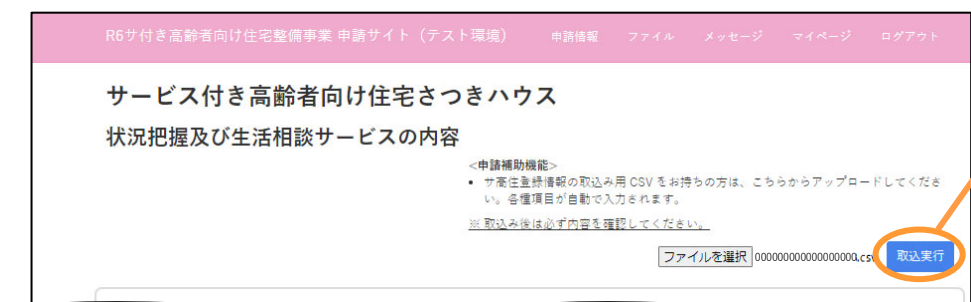 R6サ付き高齢者向け住宅整備事業 申請サイト（テスト環境） 申請情報 ファイル メッセージ マイページ ログアウト
サービス付き高齢者向け住宅さつきハウス
状況把握及び生活相談サービスの内容
<申請補助機能>
• サ高住登録情報の取込み用 CSV をお持ちの方は、こちらからアップロードしてくださ
い。各種項目が自動で入力されます。
※ 取込み後は必ず内容を確認してください。
ファイルを選択 000000000000000000.csv 取込実行